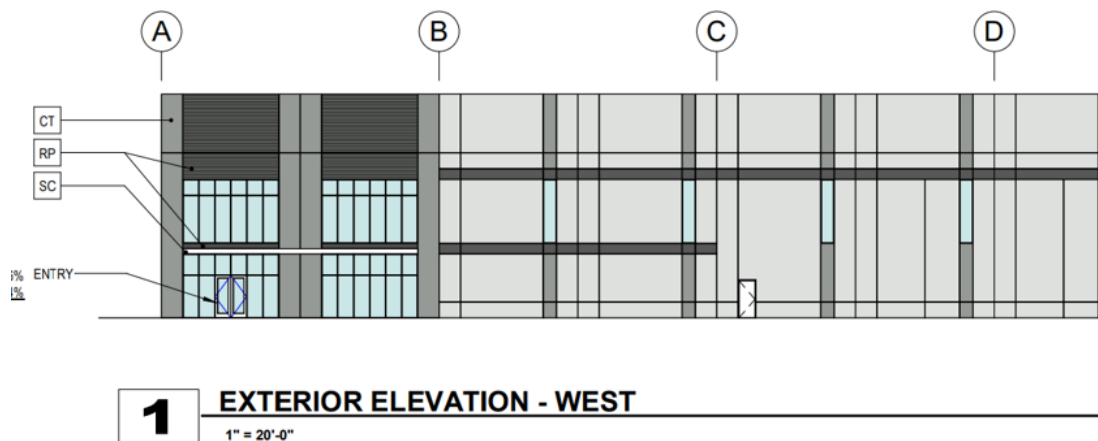 A B C D
CT
RP
SC
ENTRY
1 EXTERIOR ELEVATION - WEST
1" = 20'-0"